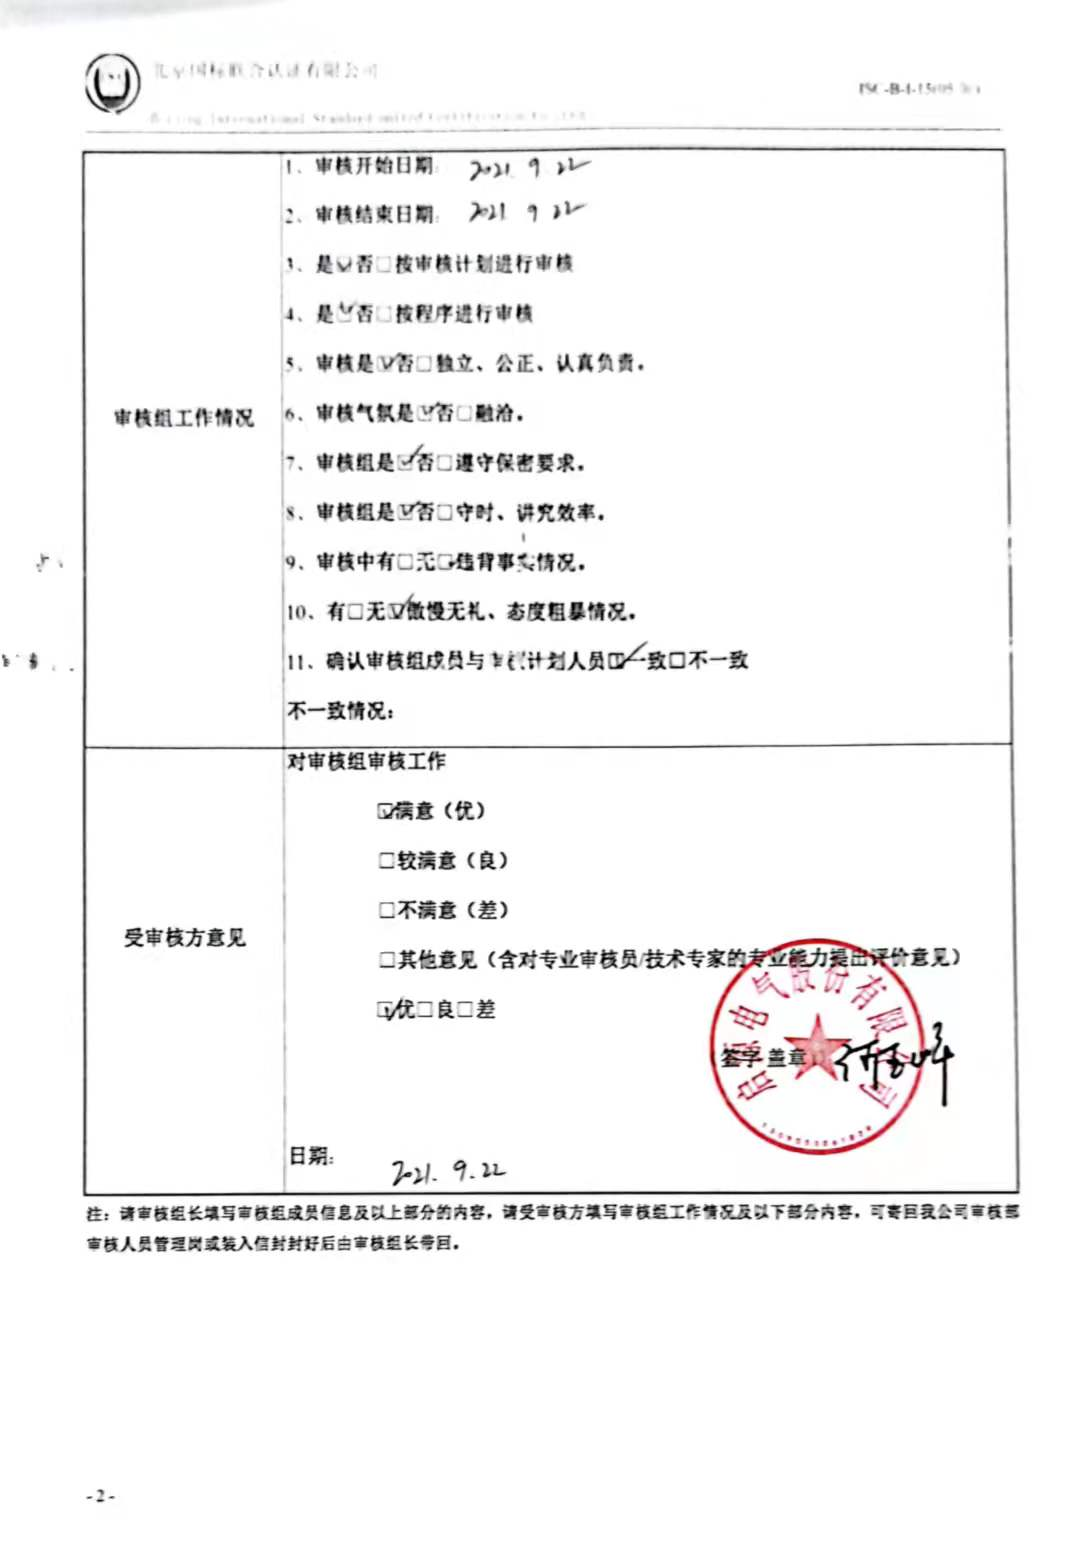 北京国标联合认证有限公司
1、审核开始日期: 2021.9.22
2、审核结束日期: 2021 9 22
3、是☑否□按审核计划进行审核
4、是☑否□按程序进行审核
5、审核是☑否□独立、公正、认真负责。
审核组工作情况
6、审核气氛是☑否□融洽。
7、审核组是☑否□遵守保密要求。
8、审核组是☑否□守时、讲究效率。
9、审核中有□无☑违背事实情况。
10、有□无☑傲慢无礼、态度粗暴情况。
11、确认审核组成员与审核计划人员☑一致□不一致
不一致情况:
对审核组审核工作
☑满意（优）
□较满意（良）
□不满意（差）
受审核方意见
□其他意见（含对专业审核员/技术专家的专业能力提出评价意见）
☑优□良□差
电气股份有限公司
签字 盖章
日期: 2021.9.22
注: 请审核组长填写审核组成员信息及以上部分的内容，请受审核方填写审核组工作情况及以下部分内容，可寄回我公司审核部
审核人员管理岗或装入信封封好后由审核组长带回。
-2-